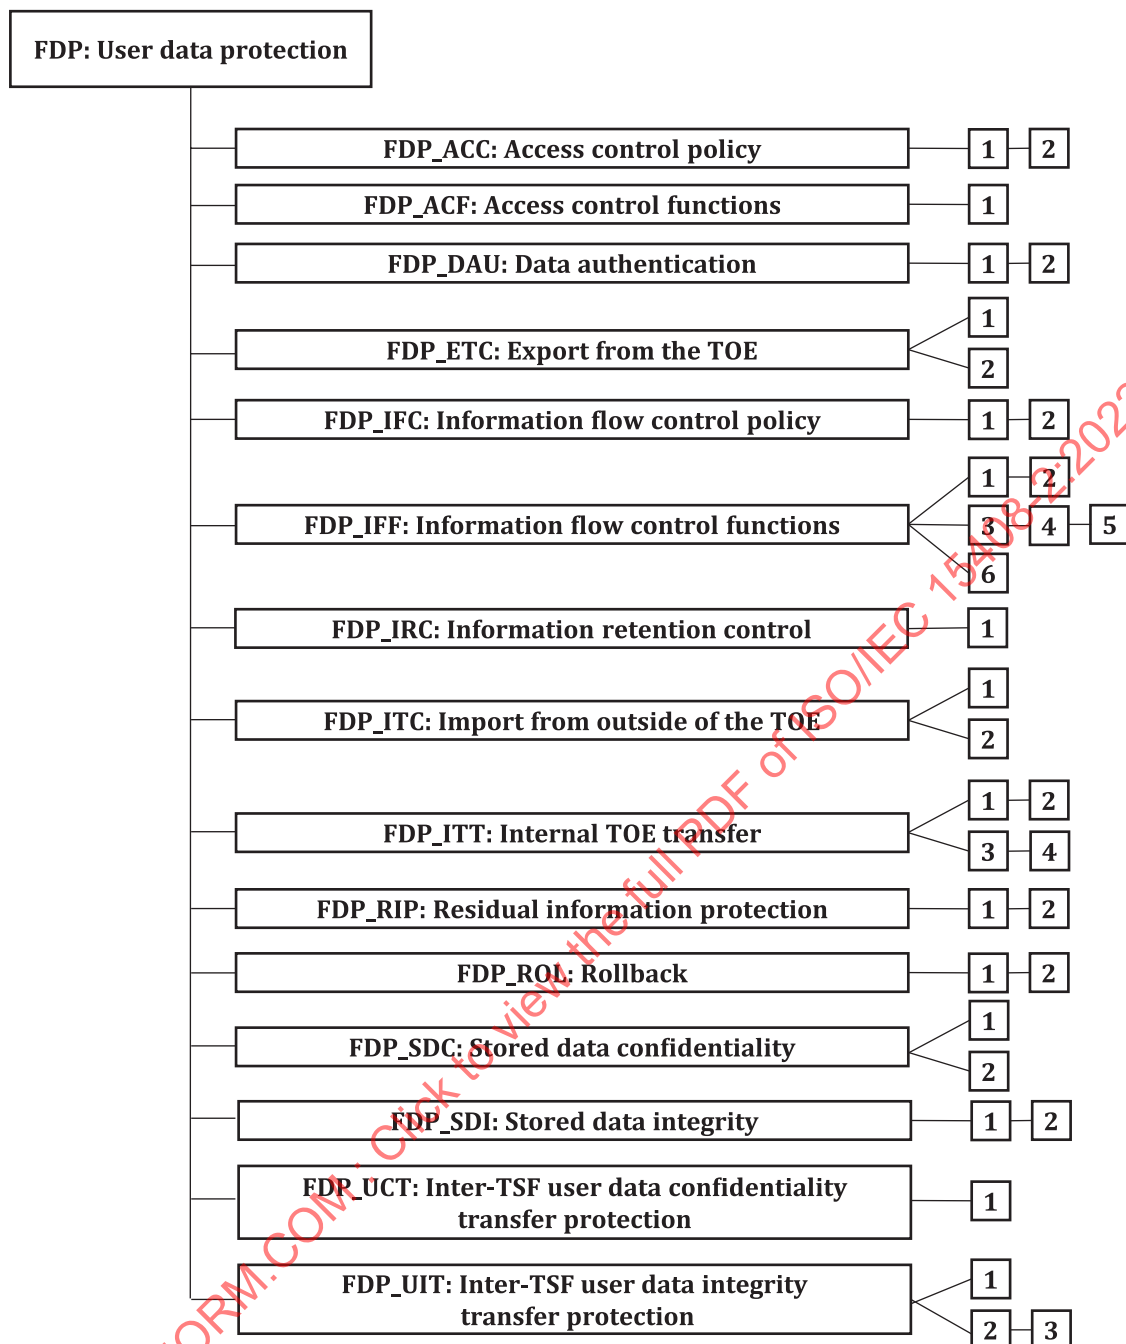 FDP: User data protection
FDP_ACC: Access control policy 1 2
FDP_ACF: Access control functions 1
FDP_DAU: Data authentication 1 2
1
FDP_ETC: Export from the TOE
2
FDP_IFC: Information flow control policy 1 2
1 2
FDP_IFF: Information flow control functions 3 4 5
6
FDP_IRC: Information retention control 1
1
FDP_ITC: Import from outside of the TOE
2
1 2
FDP_ITT: Internal TOE transfer
3 4
FDP_RIP: Residual information protection 1 2
FDP_ROL: Rollback 1 2
1
FDP_SDC: Stored data confidentiality
2
FDP_SDI: Stored data integrity 1 2
FDP_UCT: Inter-TSF user data confidentiality
transfer protection 1
1
FDP_UIT: Inter-TSF user data integrity
transfer protection
2 3
ORM.COM : Click to view the full PDF of ISO/IEC 15408-2:2022